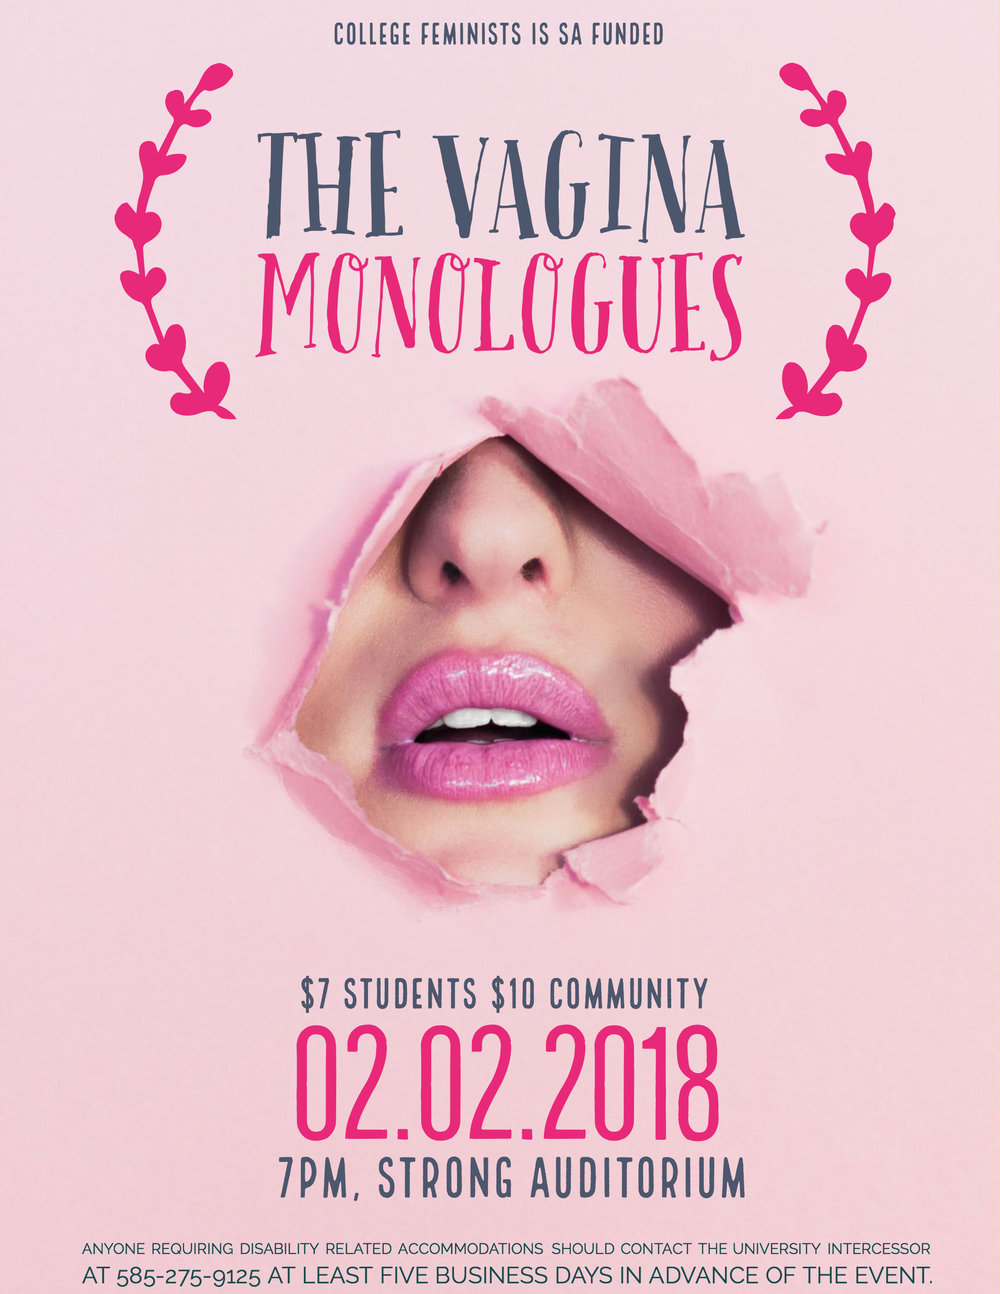 COLLEGE FEMINISTS IS SA FUNDED
THE VAGINA
MONOLOGUES
$7 STUDENTS $10 COMMUNITY
02.02.2018
7PM, STRONG AUDITORIUM
ANYONE REQUIRING DISABILITY RELATED ACCOMMODATIONS SHOULD CONTACT THE UNIVERSITY INTERCESSOR
AT 585-275-9125 AT LEAST FIVE BUSINESS DAYS IN ADVANCE OF THE EVENT.